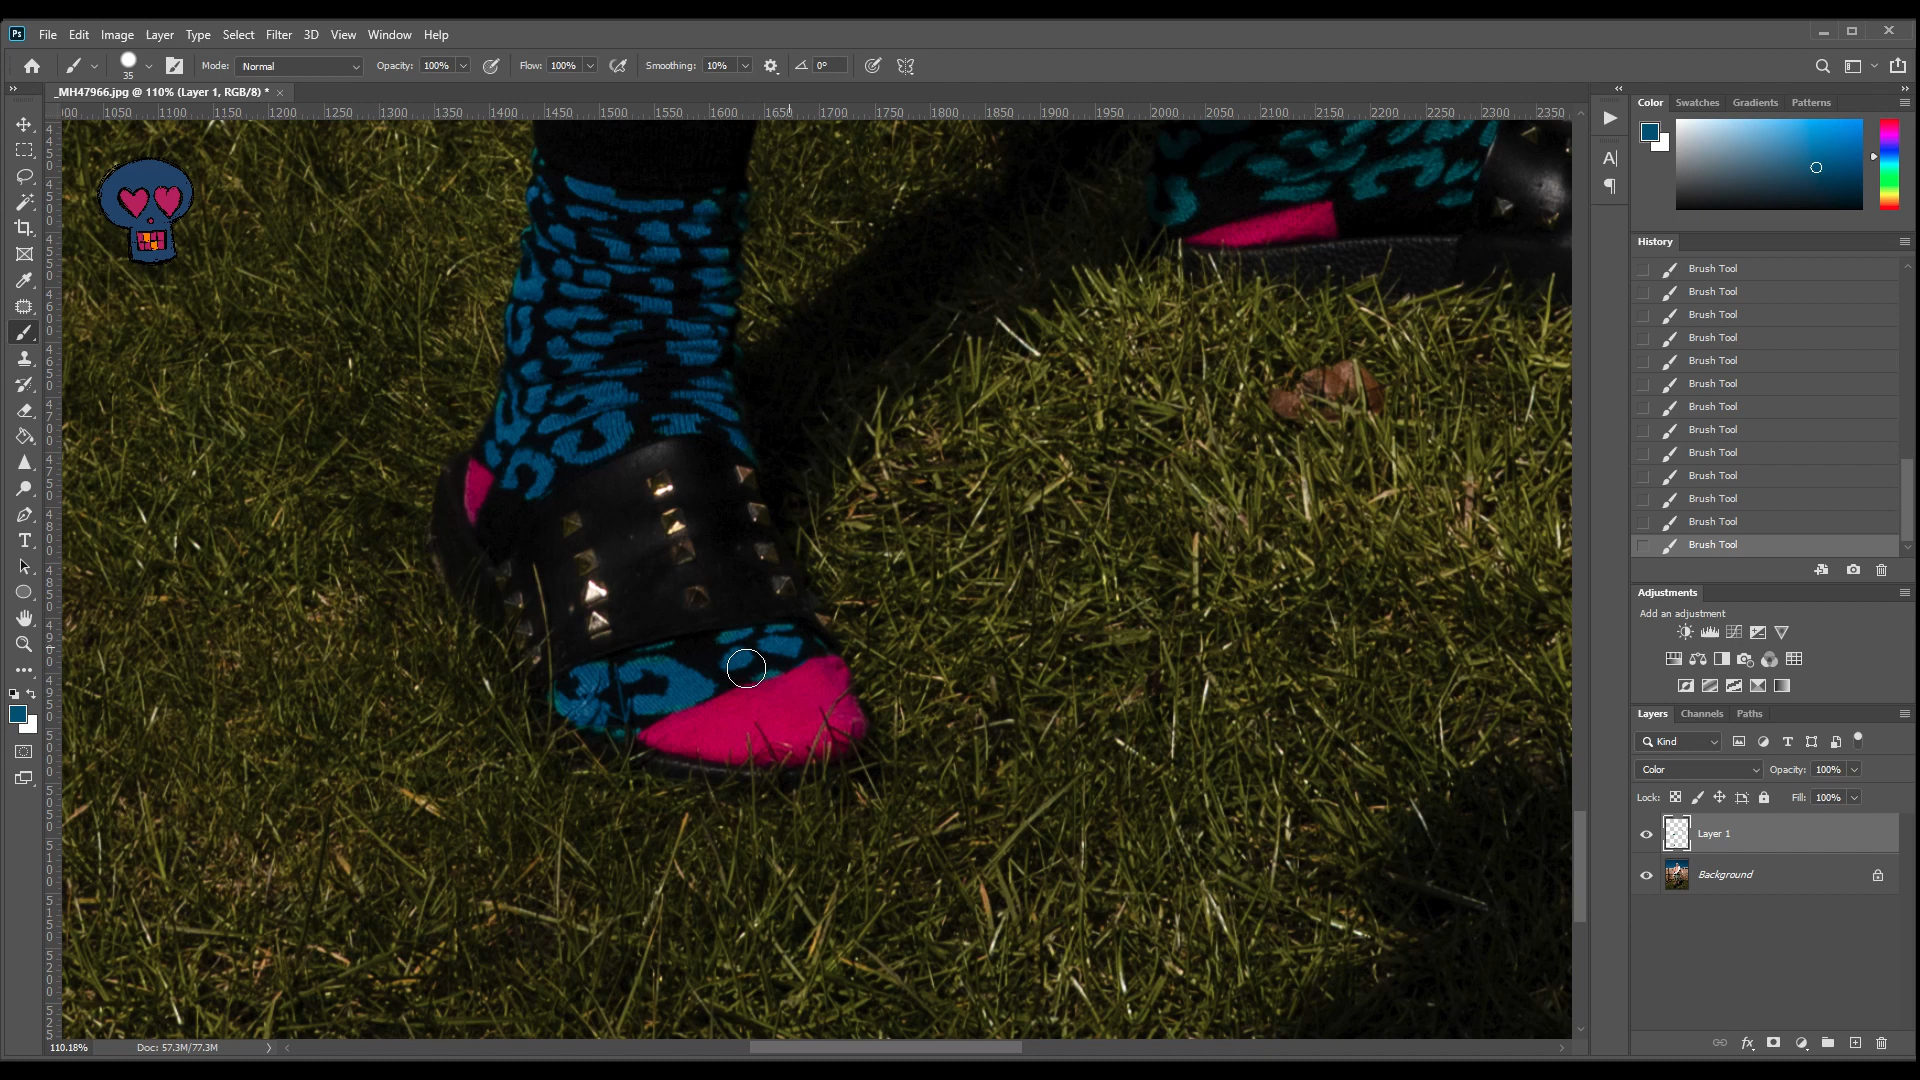 Ps File Edit Image Layer Type Select Filter 3D View Window Help
35 Mode: Normal Opacity: 100% Flow: 100% Smoothing: 10% 0°
_MH47966.jpg @ 110% (Layer 1, RGB/8) * ×
1050 1100 1150 1200 1250 1300 1350 1400 1450 1500 1550 1600 1650 1700 1750 1800 1850 1900 1950 2000 2050 2100 2150 2200 2250 2300 2350
Color Swatches Gradients Patterns
History
Brush Tool
Brush Tool
Brush Tool
Brush Tool
Brush Tool
Brush Tool
Brush Tool
Brush Tool
Brush Tool
Brush Tool
Brush Tool
Brush Tool
Brush Tool
Adjustments
Add an adjustment
Layers Channels Paths
Kind
Color Opacity: 100%
Lock: Fill: 100%
Layer 1
Background
110.18% Doc: 57.3M/77.3M